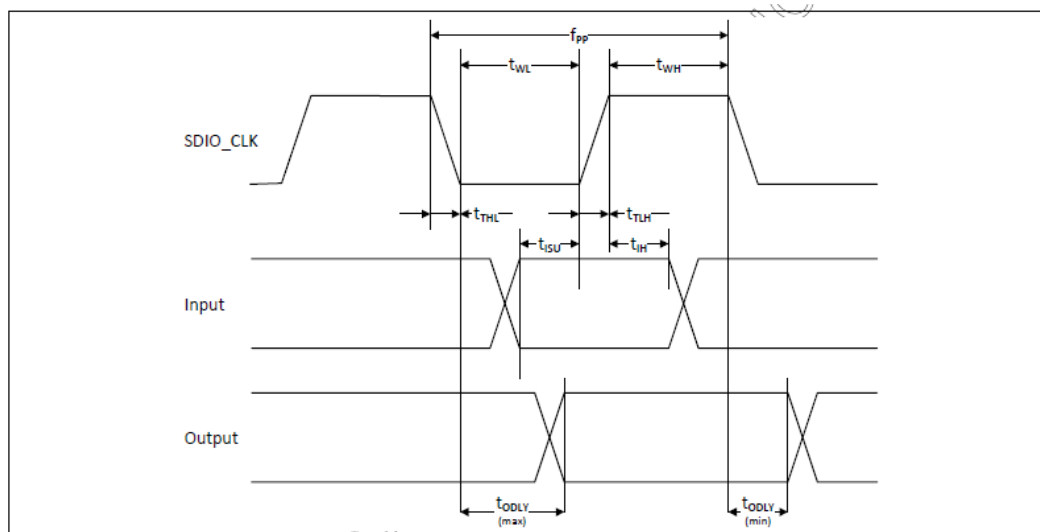 fPP
tWL
tWH
SDIO_CLK
tTHL
tTLH
tISU
tIH
Input
Output
tODLY
(max)
tODLY
(min)